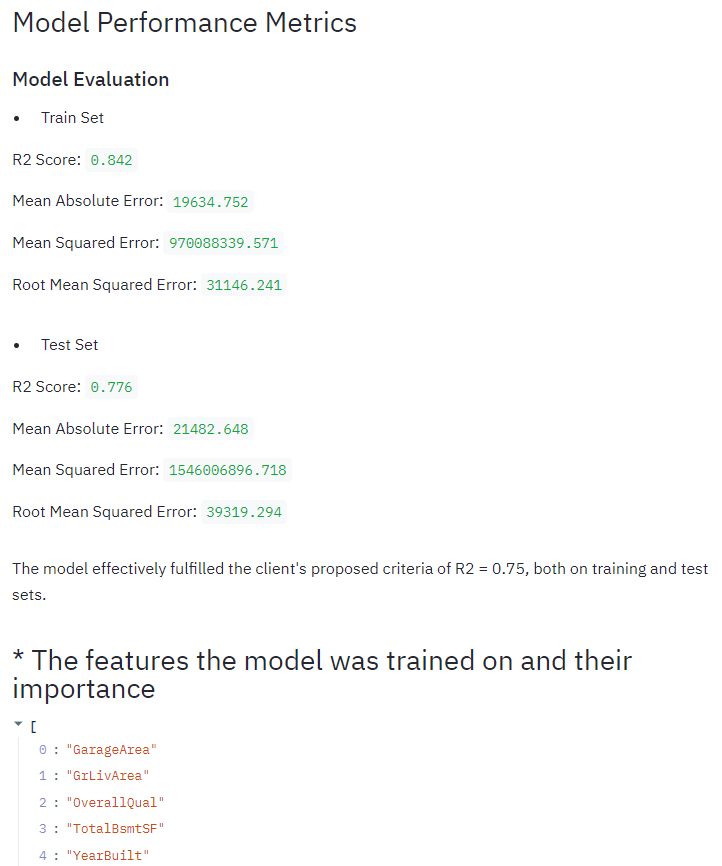 Model Performance Metrics
Model Evaluation
• Train Set
R2 Score: 0.842
Mean Absolute Error: 19634.752
Mean Squared Error: 970088339.571
Root Mean Squared Error: 31146.241
• Test Set
R2 Score: 0.776
Mean Absolute Error: 21482.648
Mean Squared Error: 1546006896.718
Root Mean Squared Error: 39319.294
The model effectively fulfilled the client's proposed criteria of R2 = 0.75, both on training and test
sets.
* The features the model was trained on and their
importance
[
0 : "GarageArea"
1 : "GrLivArea"
2 : "OverallQual"
3 : "TotalBsmtSF"
4 : "YearBuilt"